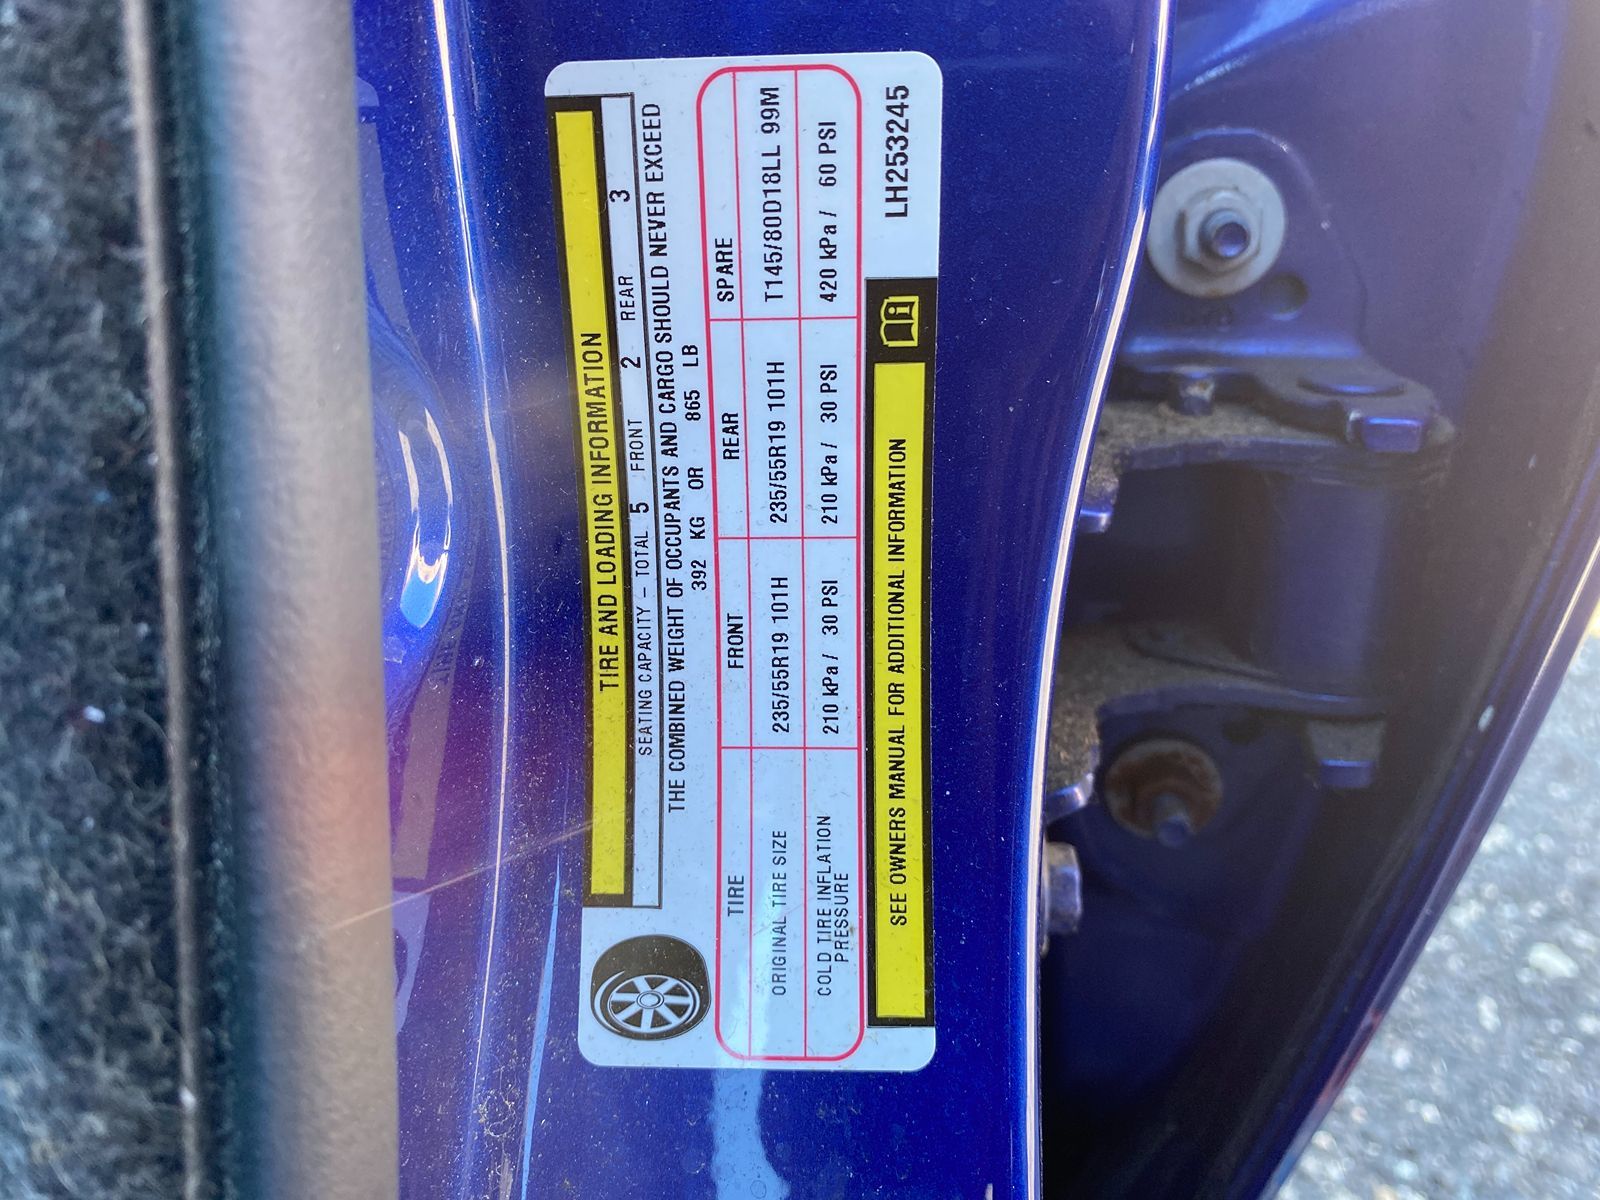 TIRE AND LOADING INFORMATION
SEATING CAPACITY – TOTAL 5 FRONT 2 REAR 3
THE COMBINED WEIGHT OF OCCUPANTS AND CARGO SHOULD NEVER EXCEED
392 KG OR 865 LB
TIRE FRONT REAR SPARE
ORIGINAL TIRE SIZE 235/55R19 101H 235/55R19 101H T145/80D18LL 99M
COLD TIRE INFLATION PRESSURE 210 kPa / 30 PSI 210 kPa / 30 PSI 420 kPa / 60 PSI
SEE OWNERS MANUAL FOR ADDITIONAL INFORMATION
LH253245